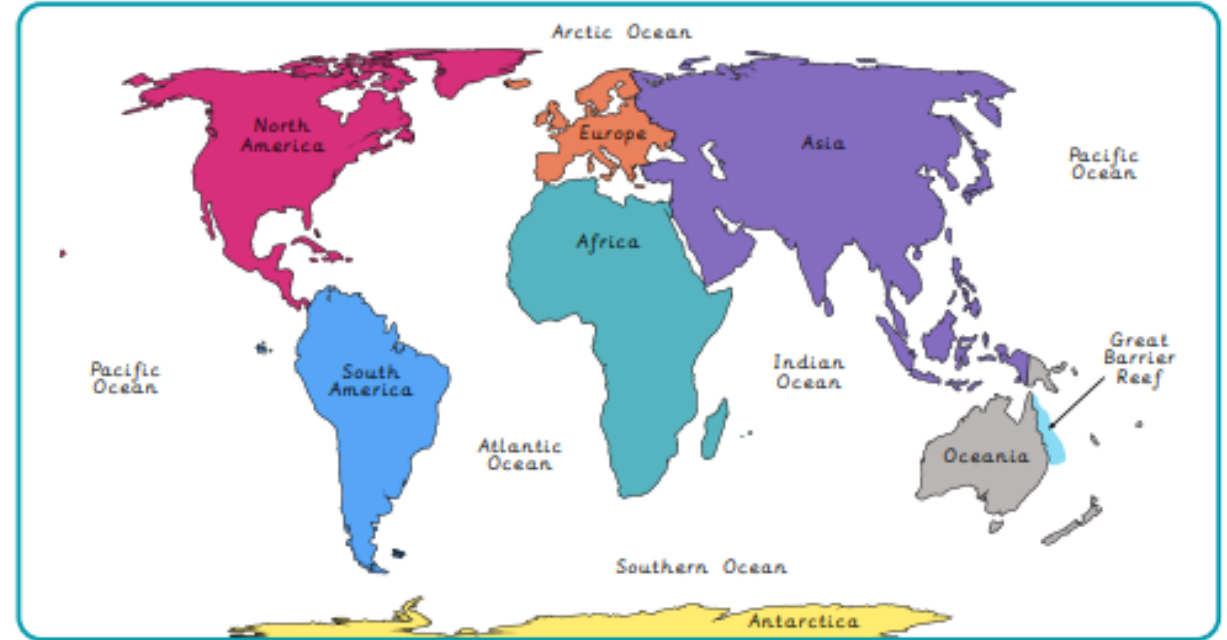 Arctic Ocean
North
America
Europe
Asia
Pacific
Ocean
Africa
Pacific
Ocean
South
America
Indian
Ocean
Great
Barrier
Reef
Atlantic
Ocean
Oceania
Southern Ocean
Antarctica